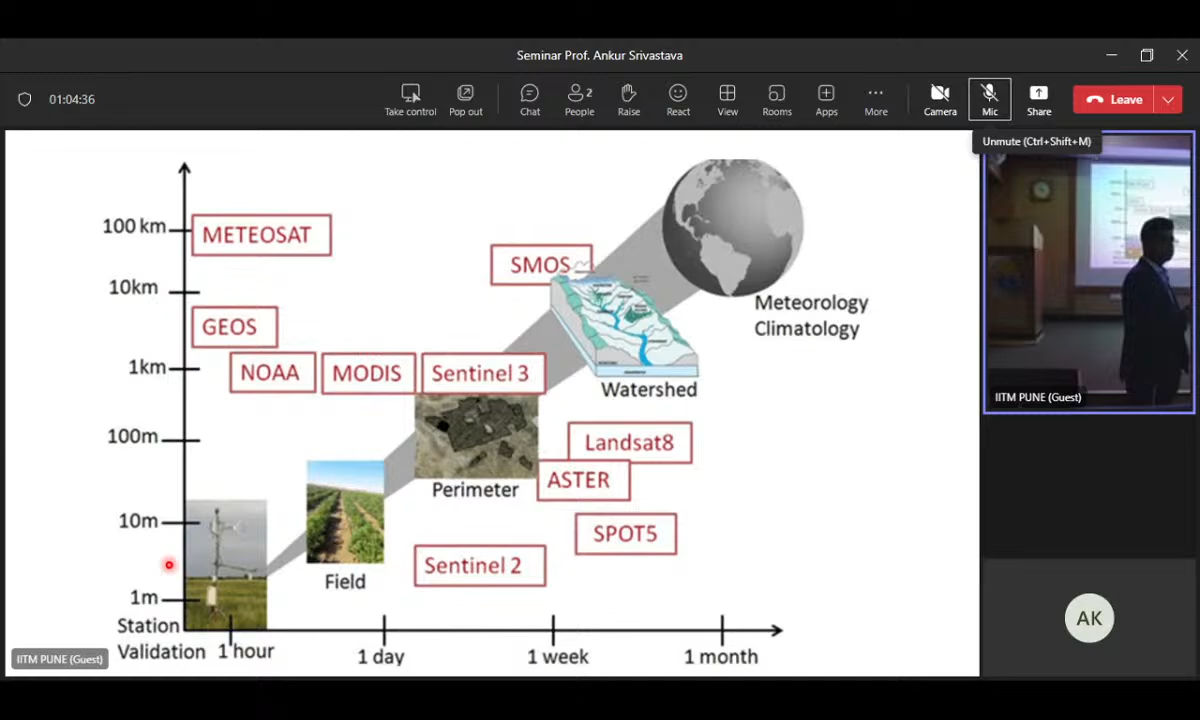 Seminar Prof. Ankur Srivastava
01:04:36
Take control
Pop out
Chat
2
People
Raise
React
View
Rooms
Apps
More
Camera
Mic
Share
Leave
Unmute (Ctrl+Shift+M)
100 km
METEOSAT
SMOS
10km
Meteorology
Climatology
GEOS
1km
NOAA
MODIS
Sentinel 3
Watershed
IITM PUNE (Guest)
100m
Landsat8
ASTER
Perimeter
10m
SPOT5
Sentinel 2
Field
1m
Station
Validation
1 hour
1 day
1 week
1 month
IITM PUNE (Guest)
AK